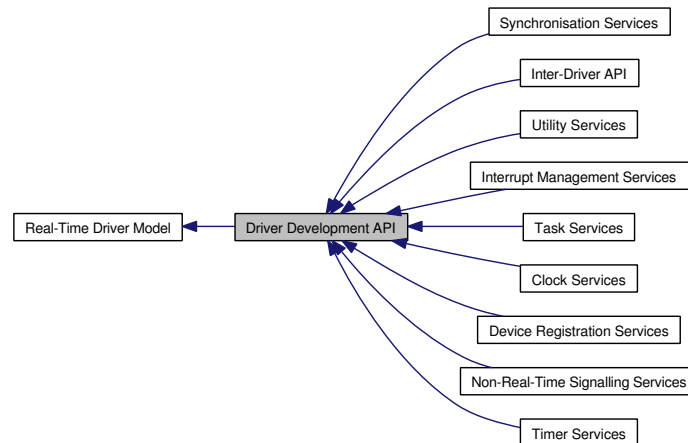 Synchronisation Services
Inter-Driver API
Utility Services
Interrupt Management Services
Real-Time Driver Model
Driver Development API
Task Services
Clock Services
Device Registration Services
Non-Real-Time Signalling Services
Timer Services